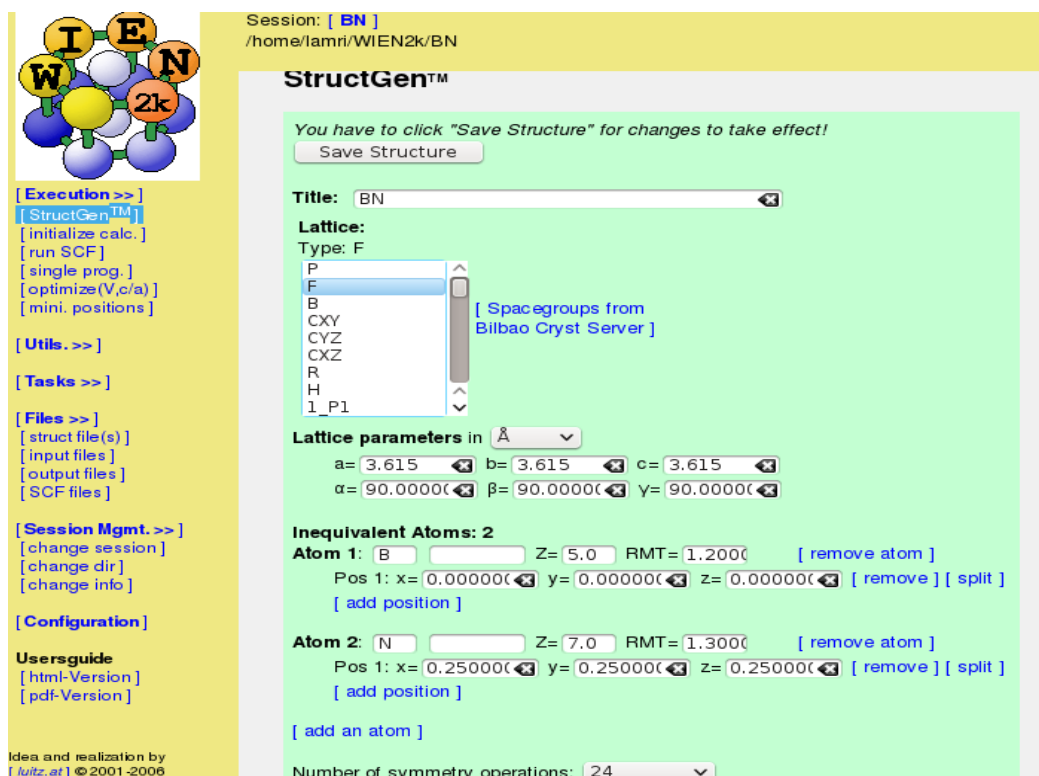 W I E N
2k
Session: [ BN ]
/home/lamri/WIEN2k/BN
[ Execution >> ]
[ StructGenTM ]
[ initialize calc. ]
[ run SCF ]
[ single prog. ]
[ optimize(V,c/a) ]
[ mini. positions ]
[ Utils. >> ]
[ Tasks >> ]
[ Files >> ]
[ struct file(s) ]
[ input files ]
[ output files ]
[ SCF files ]
[ Session Mgmt. >> ]
[ change session ]
[ change dir ]
[ change info ]
[ Configuration ]
Usersguide
[ html-Version ]
[ pdf-Version ]
Idea and realization by
[ luitz.at ] © 2001-2006
StructGen™
You have to click "Save Structure" for changes to take effect!
Save Structure
Title: BN
Lattice:
Type: F
P
F
B
CXY
CYZ
CXZ
R
H
1_P1
[ Spacegroups from
Bilbao Cryst Server ]
Lattice parameters in Å
a= 3.615 b= 3.615 c= 3.615
α= 90.0000( β= 90.0000( γ= 90.0000(
Inequivalent Atoms: 2
Atom 1: B Z= 5.0 RMT= 1.2000 [ remove atom ]
Pos 1: x= 0.00000( y= 0.00000( z= 0.00000( [ remove ] [ split ]
[ add position ]
Atom 2: N Z= 7.0 RMT= 1.3000 [ remove atom ]
Pos 1: x= 0.25000( y= 0.25000( z= 0.25000( [ remove ] [ split ]
[ add position ]
[ add an atom ]
Number of symmetry operations: 24